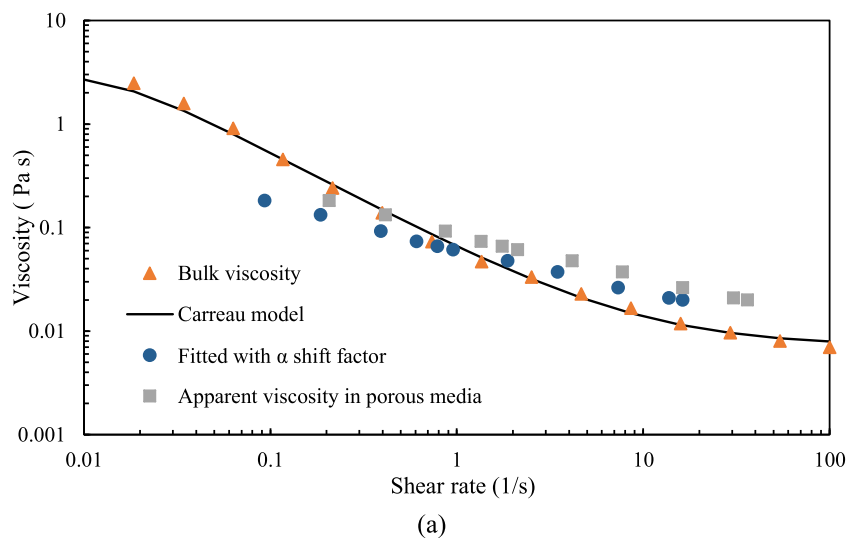 10
1
0.1
0.01
0.001
Viscosity ( Pa s)
Bulk viscosity
Carreau model
Fitted with α shift factor
Apparent viscosity in porous media
0.01 0.1 1 10 100
Shear rate (1/s)
(a)